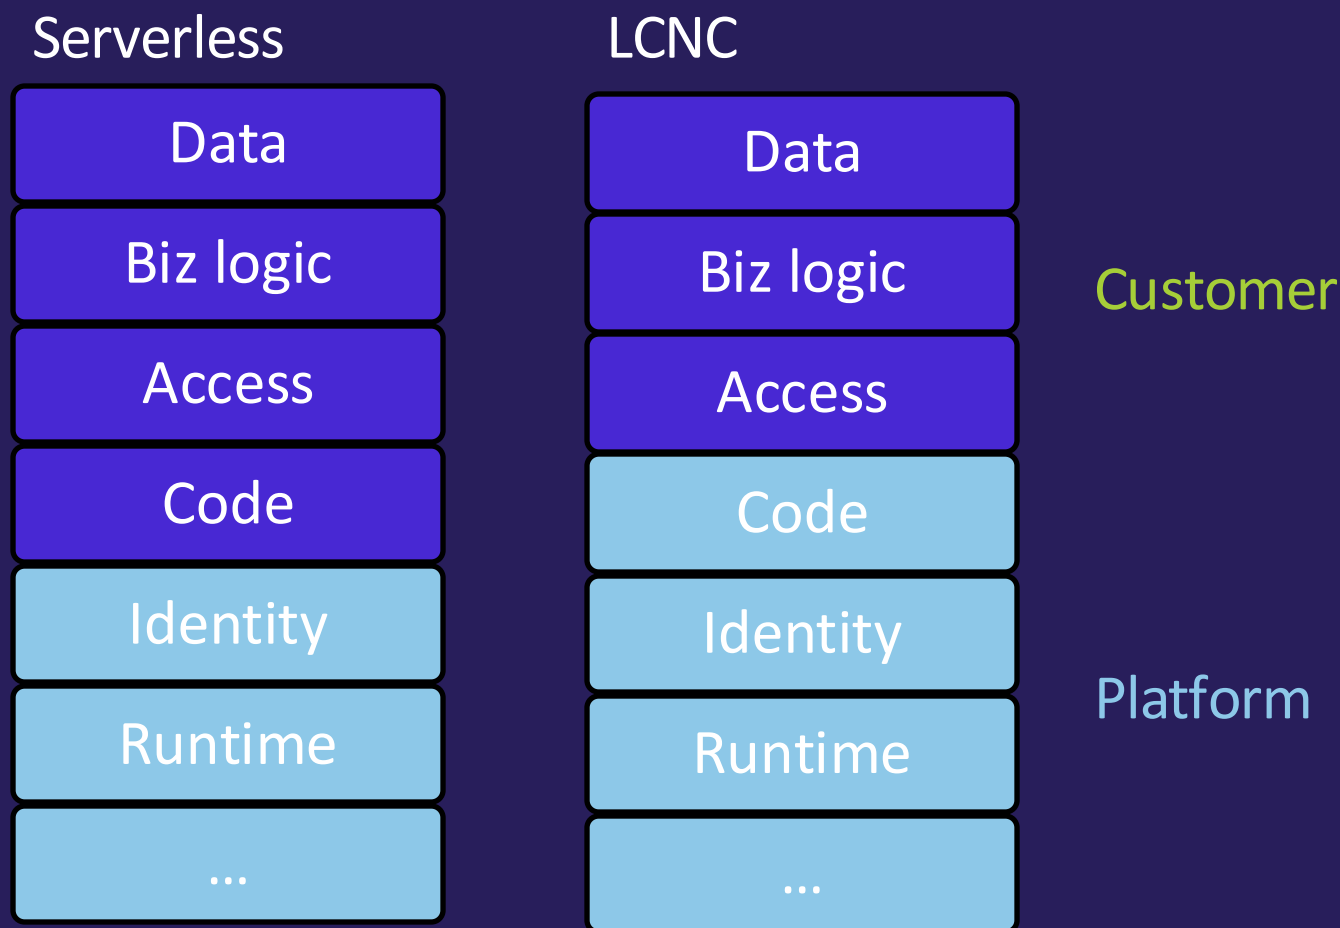 Serverless
Data
Biz logic
Access
Code
Identity
Runtime
...
LCNC
Data
Biz logic
Access
Code
Identity
Runtime
...
Customer
Platform